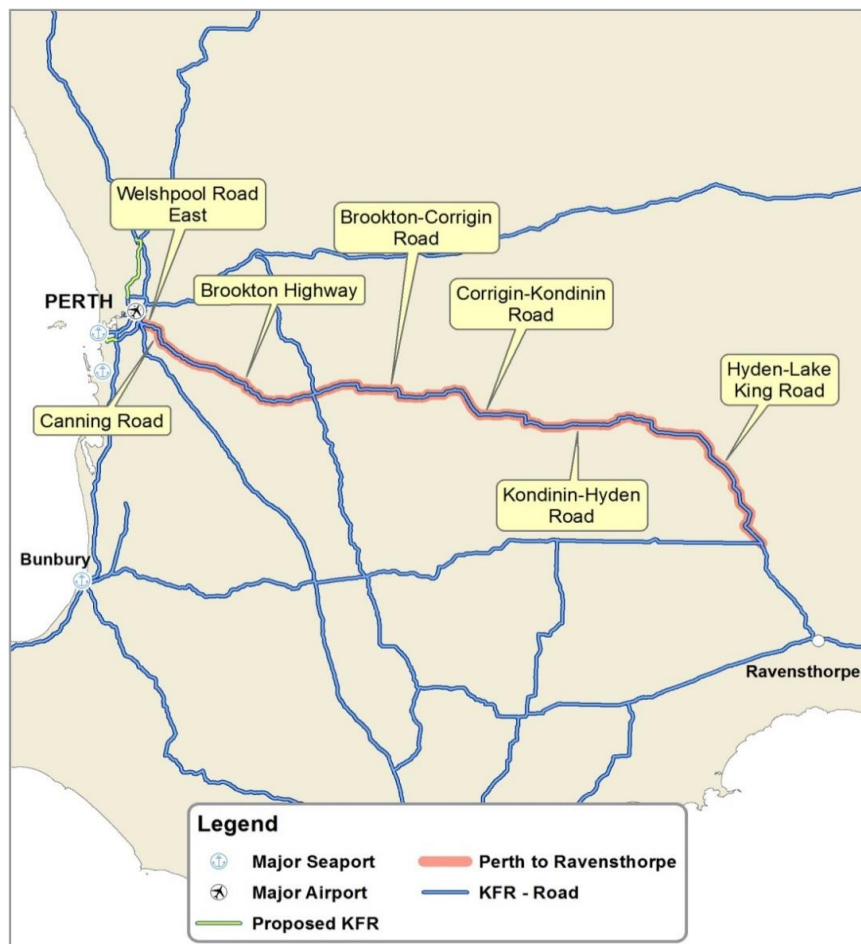 Welshpool Road
East
Brookton-Corrigin
Road
PERTH
Brookton Highway
Corrigin-Kondinin
Road
Hyden-Lake
King Road
Canning Road
Kondinin-Hyden
Road
Bunbury
Ravensthorpe
Legend
Major Seaport
Perth to Ravensthorpe
Major Airport
KFR - Road
Proposed KFR